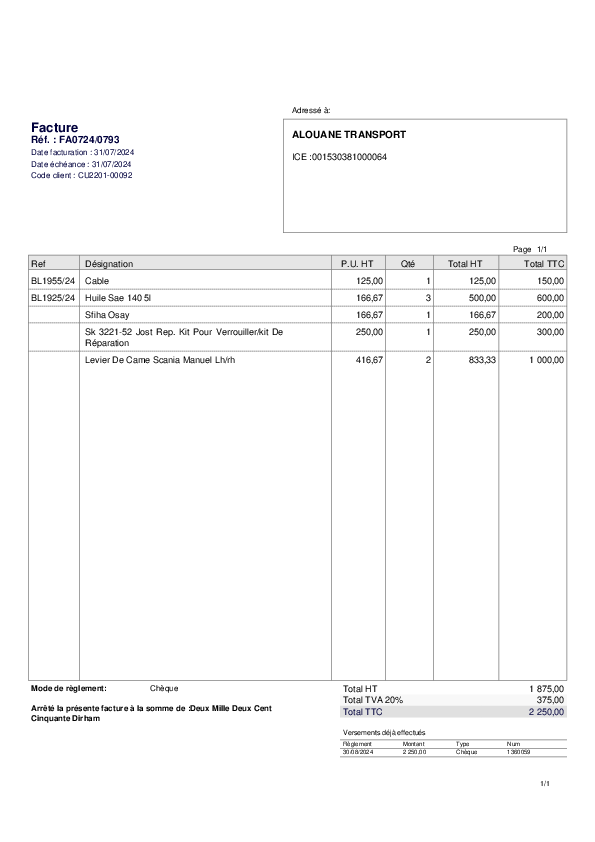 Adressé à:
Facture
Réf. : FA0724/0793
Date facturation : 31/07/2024
Date échéance : 31/07/2024
Code client : CU2201-00092
ALOUANE TRANSPORT
ICE :001530381000064
Page 1/1
Ref Désignation P.U. HT Qté Total HT Total TTC
BL1955/24 Cable 125,00 1 125,00 150,00
BL1925/24 Huile Sae 140 5l 166,67 3 500,00 600,00
Sfiha Osay 166,67 1 166,67 200,00
Sk 3221-52 Jost Rep. Kit Pour Verrouiller/kit De 250,00 1 250,00 300,00
Réparation
Levier De Came Scania Manuel Lh/rh 416,67 2 833,33 1 000,00
Mode de règlement: Chèque
Total HT 1 875,00
Total TVA 20% 375,00
Total TTC 2 250,00
Arrêté la présente facture à la somme de :Deux Mille Deux Cent
Cinquante Dirham
Versements déjà effectués
Règlement Montant Type Num
30/08/2024 2 250,00 Chèque 1360059
1/1